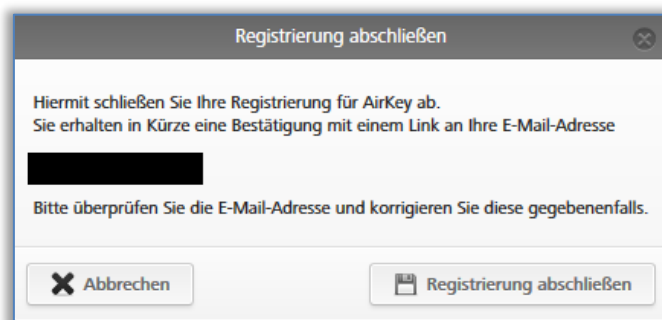 Registrierung abschließen
Hiermit schließen Sie Ihre Registrierung für AirKey ab.
Sie erhalten in Kürze eine Bestätigung mit einem Link an Ihre E-Mail-Adresse
Bitte überprüfen Sie die E-Mail-Adresse und korrigieren Sie diese gegebenenfalls.
Abbrechen
Registrierung abschließen